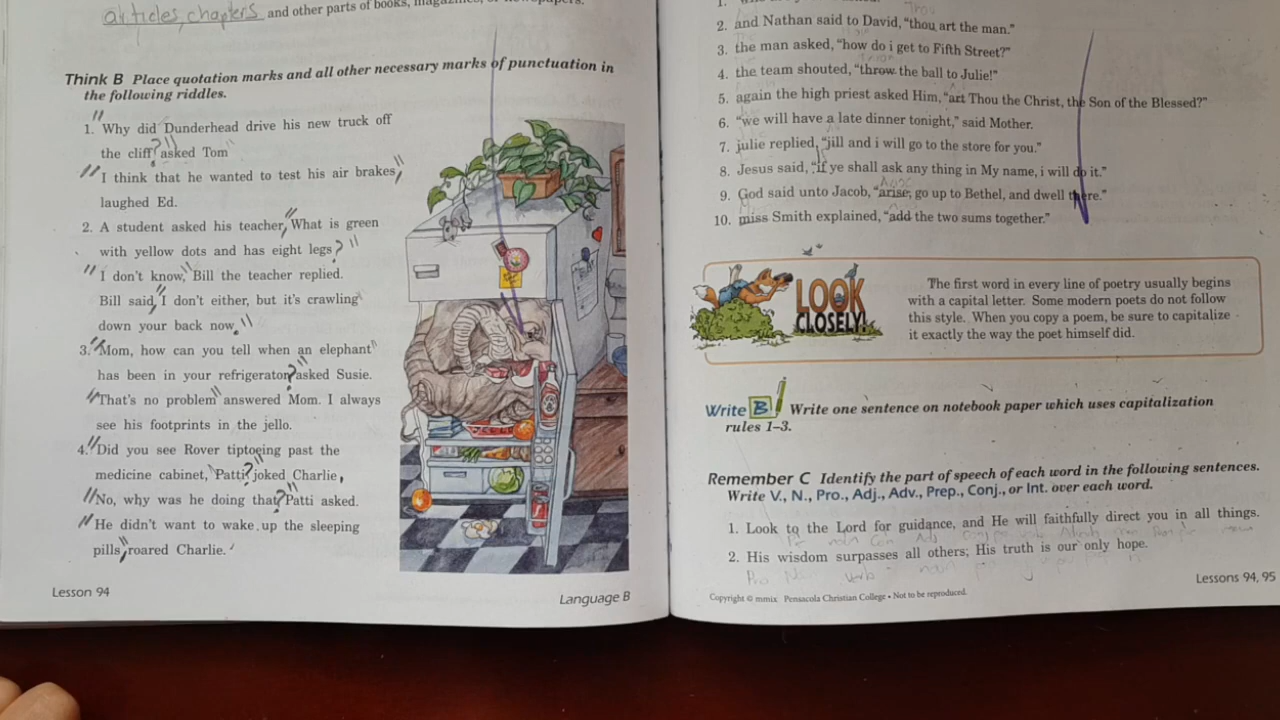 articles, chapters and other parts of books,
Think B Place quotation marks and all other necessary marks of punctuation in
the following riddles.
1. "Why did Dunderhead drive his new truck off
the cliff?" asked Tom
"I think that he wanted to test his air brakes,"
laughed Ed.
2. A student asked his teacher, "What is green
with yellow dots and has eight legs?"
"I don't know," Bill the teacher replied.
Bill said, "I don't either, but it's crawling
down your back now."
3. "Mom, how can you tell when an elephant
has been in your refrigerator?" asked Susie.
"That's no problem" answered Mom. I always
see his footprints in the jello.
4. "Did you see Rover tiptoeing past the
medicine cabinet, Patti?" joked Charlie,
"No, why was he doing that?" Patti asked.
"He didn't want to wake up the sleeping
pills," roared Charlie.
Lesson 94
Language B
2. and Nathan said to David, "thou art the man."
3. the man asked, "how do i get to Fifth Street?"
4. the team shouted, "throw the ball to Julie!"
5. again the high priest asked Him, "art Thou the Christ, the Son of the Blessed?"
6. "we will have a late dinner tonight," said Mother.
7. julie replied, "jill and i will go to the store for you."
8. Jesus said, "if ye shall ask any thing in My name, i will do it."
9. God said unto Jacob, "arise, go up to Bethel, and dwell there."
10. miss Smith explained, "add the two sums together."
LOOK
CLOSELY!
The first word in every line of poetry usually begins
with a capital letter. Some modern poets do not follow
this style. When you copy a poem, be sure to capitalize
it exactly the way the poet himself did.
Write B Write one sentence on notebook paper which uses capitalization
rules 1–3.
Remember C Identify the part of speech of each word in the following sentences.
Write V., N., Pro., Adj., Adv., Prep., Conj., or Int. over each word.
1. Look to the Lord for guidance, and He will faithfully direct you in all things.
2. His wisdom surpasses all others; His truth is our only hope.
Pro verb noun
Lessons 94, 95
Copyright © mmix Pensacola Christian College • Not to be reproduced.